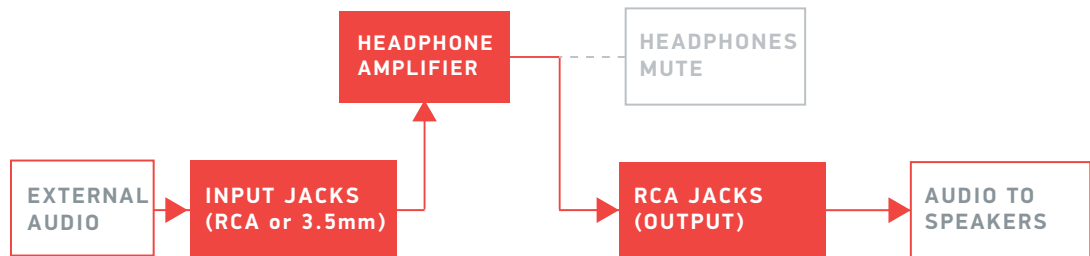 HEADPHONE
AMPLIFIER
HEADPHONES
MUTE
EXTERNAL
AUDIO
INPUT JACKS
(RCA or 3.5mm)
RCA JACKS
(OUTPUT)
AUDIO TO
SPEAKERS